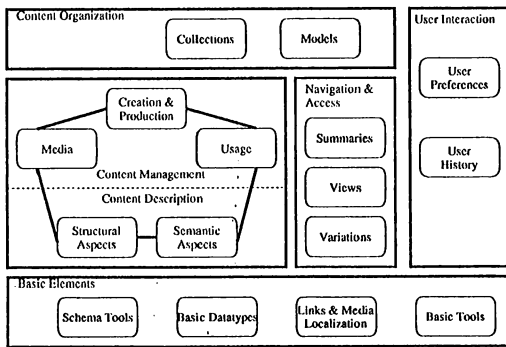 Content Organization
Collections
Models
User Interaction
User
Preferences
User
History
Creation &
Production
Media
Usage
Content Management
Content Description
Structural
Aspects
Semantic
Aspects
Navigation &
Access
Summaries
Views
Variations
Basic Elements
Schema Tools
Basic Datatypes
Links & Media
Localization
Basic Tools